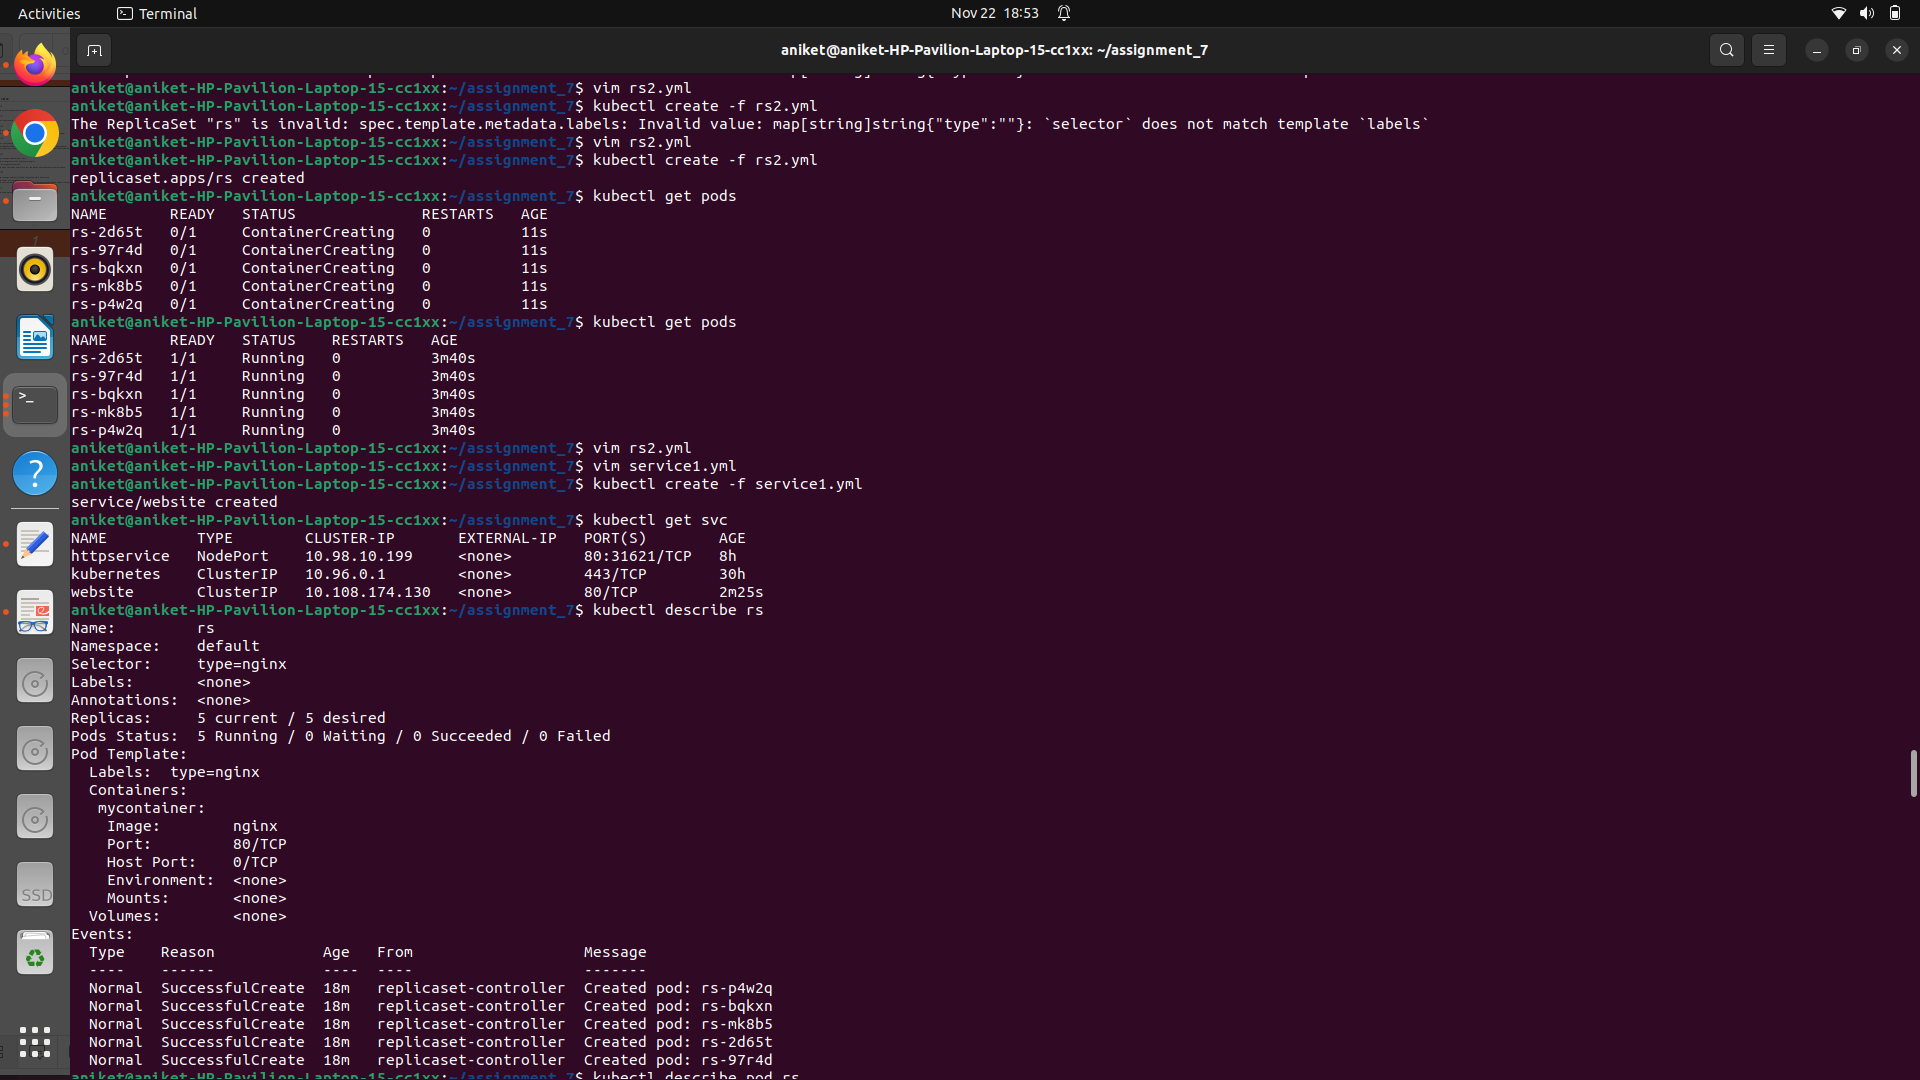 Activities
Terminal
Nov 22 18:53
aniket@aniket-HP-Pavilion-Laptop-15-cc1xx: ~/assignment_7
aniket@aniket-HP-Pavilion-Laptop-15-cc1xx:~/assignment_7$ vim rs2.yml
aniket@aniket-HP-Pavilion-Laptop-15-cc1xx:~/assignment_7$ kubectl create -f rs2.yml
The ReplicaSet "rs" is invalid: spec.template.metadata.labels: Invalid value: map[string]string{"type":""}: `selector` does not match template `labels`
aniket@aniket-HP-Pavilion-Laptop-15-cc1xx:~/assignment_7$ vim rs2.yml
aniket@aniket-HP-Pavilion-Laptop-15-cc1xx:~/assignment_7$ kubectl create -f rs2.yml
replicaset.apps/rs created
aniket@aniket-HP-Pavilion-Laptop-15-cc1xx:~/assignment_7$ kubectl get pods
NAME       READY   STATUS              RESTARTS   AGE
rs-2d65t   0/1     ContainerCreating   0          11s
rs-97r4d   0/1     ContainerCreating   0          11s
rs-bqkxn   0/1     ContainerCreating   0          11s
rs-mk8b5   0/1     ContainerCreating   0          11s
rs-p4w2q   0/1     ContainerCreating   0          11s
aniket@aniket-HP-Pavilion-Laptop-15-cc1xx:~/assignment_7$ kubectl get pods
NAME       READY   STATUS    RESTARTS   AGE
rs-2d65t   1/1     Running   0          3m40s
rs-97r4d   1/1     Running   0          3m40s
rs-bqkxn   1/1     Running   0          3m40s
rs-mk8b5   1/1     Running   0          3m40s
rs-p4w2q   1/1     Running   0          3m40s
aniket@aniket-HP-Pavilion-Laptop-15-cc1xx:~/assignment_7$ vim rs2.yml
aniket@aniket-HP-Pavilion-Laptop-15-cc1xx:~/assignment_7$ vim service1.yml
aniket@aniket-HP-Pavilion-Laptop-15-cc1xx:~/assignment_7$ kubectl create -f service1.yml
service/website created
aniket@aniket-HP-Pavilion-Laptop-15-cc1xx:~/assignment_7$ kubectl get svc
NAME          TYPE        CLUSTER-IP       EXTERNAL-IP   PORT(S)        AGE
httpservice   NodePort    10.98.10.199     <none>        80:31621/TCP   8h
kubernetes    ClusterIP   10.96.0.1        <none>        443/TCP        30h
website       ClusterIP   10.108.174.130   <none>        80/TCP         2m25s
aniket@aniket-HP-Pavilion-Laptop-15-cc1xx:~/assignment_7$ kubectl describe rs
Name:         rs
Namespace:    default
Selector:     type=nginx
Labels:       <none>
Annotations:  <none>
Replicas:     5 current / 5 desired
Pods Status:  5 Running / 0 Waiting / 0 Succeeded / 0 Failed
Pod Template:
  Labels:  type=nginx
  Containers:
   mycontainer:
    Image:        nginx
    Port:         80/TCP
    Host Port:    0/TCP
    Environment:  <none>
    Mounts:       <none>
  Volumes:        <none>
Events:
  Type    Reason            Age   From                   Message
  ----    ------            ----  ----                   -------
  Normal  SuccessfulCreate  18m   replicaset-controller  Created pod: rs-p4w2q
  Normal  SuccessfulCreate  18m   replicaset-controller  Created pod: rs-bqkxn
  Normal  SuccessfulCreate  18m   replicaset-controller  Created pod: rs-mk8b5
  Normal  SuccessfulCreate  18m   replicaset-controller  Created pod: rs-2d65t
  Normal  SuccessfulCreate  18m   replicaset-controller  Created pod: rs-97r4d
aniket@aniket-HP-Pavilion-Laptop-15-cc1xx:~/assignment_7$ kubectl describe pod rs
SSD